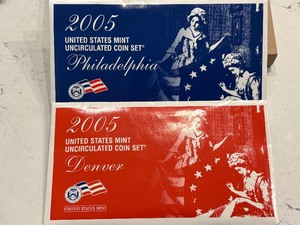 2005
UNITED STATES MINT
UNCIRCULATED COIN SET®
Philadelphia
2005
UNITED STATES MINT
UNCIRCULATED COIN SET®
Denver
UNITED STATES MINT